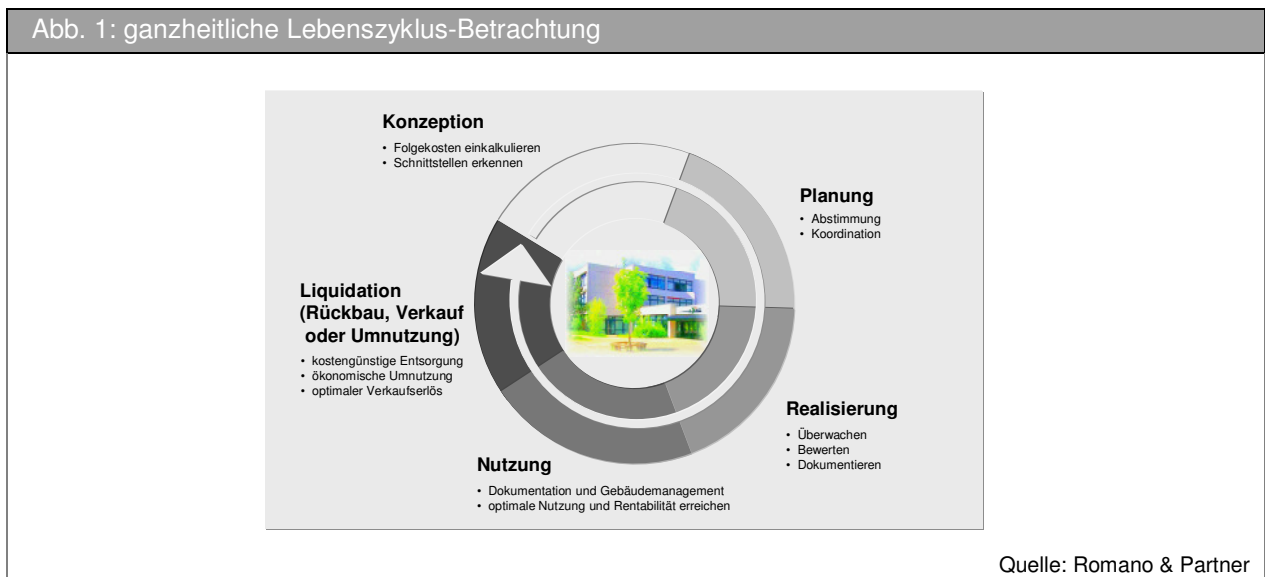 Abb. 1: ganzheitliche Lebenszyklus-Betrachtung
Konzeption
• Folgekosten einkalkulieren
• Schnittstellen erkennen
Planung
• Abstimmung
• Koordination
Liquidation
(Rückbau, Verkauf
oder Umnutzung)
• kostengünstige Entsorgung
• ökonomische Umnutzung
• optimaler Verkaufserlös
Realisierung
• Überwachen
• Bewerten
• Dokumentieren
Nutzung
• Dokumentation und Gebäudemanagement
• optimale Nutzung und Rentabilität erreichen
Quelle: Romano & Partner